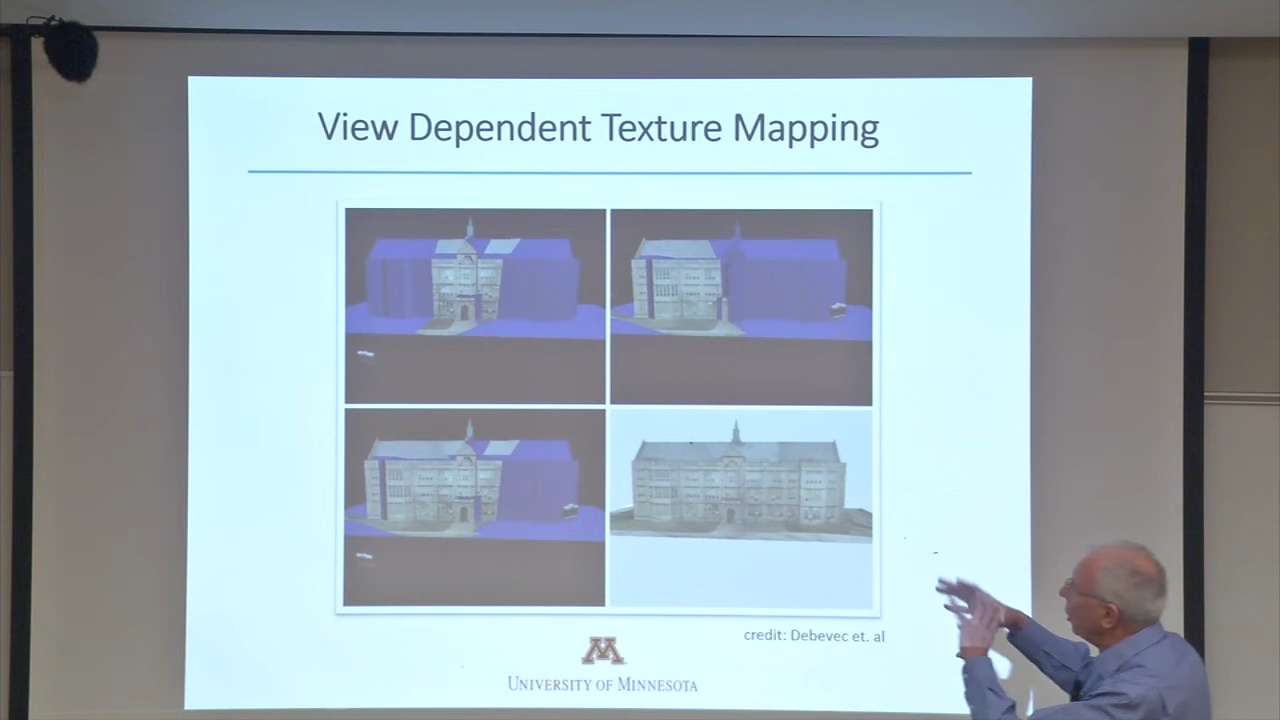 View Dependent Texture Mapping
credit: Debevec et. al
M
UNIVERSITY OF MINNESOTA